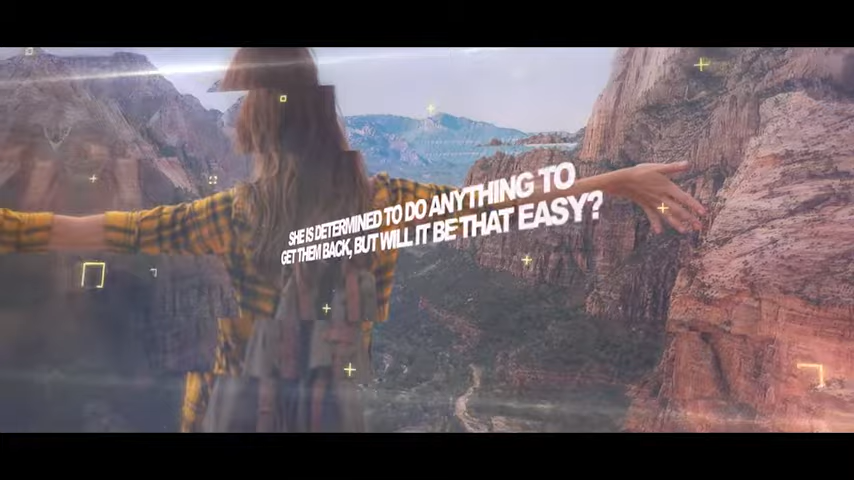 SHE IS DETERMINED TO DO ANYTHING TO
GET THEM BACK, BUT WILL IT BE THAT EASY?